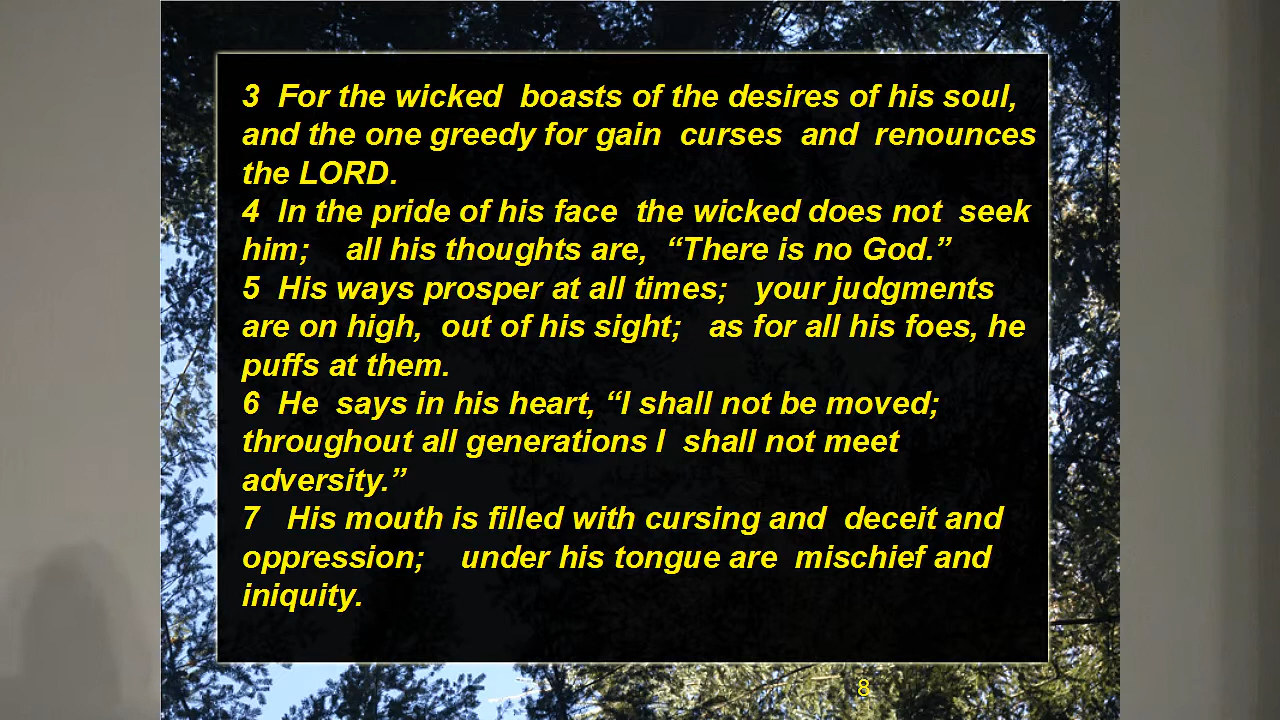 3  For the wicked  boasts of the desires of his soul,
and the one greedy for gain  curses  and  renounces
the LORD.
4  In the pride of his face  the wicked does not  seek
him;    all his thoughts are,  “There is no God.”
5  His ways prosper at all times;   your judgments
are on high,  out of his sight;   as for all his foes, he
puffs at them.
6  He  says in his heart, “I shall not be moved;
throughout all generations I  shall not meet
adversity.”
7   His mouth is filled with cursing and  deceit and
oppression;    under his tongue are  mischief and
iniquity.
8